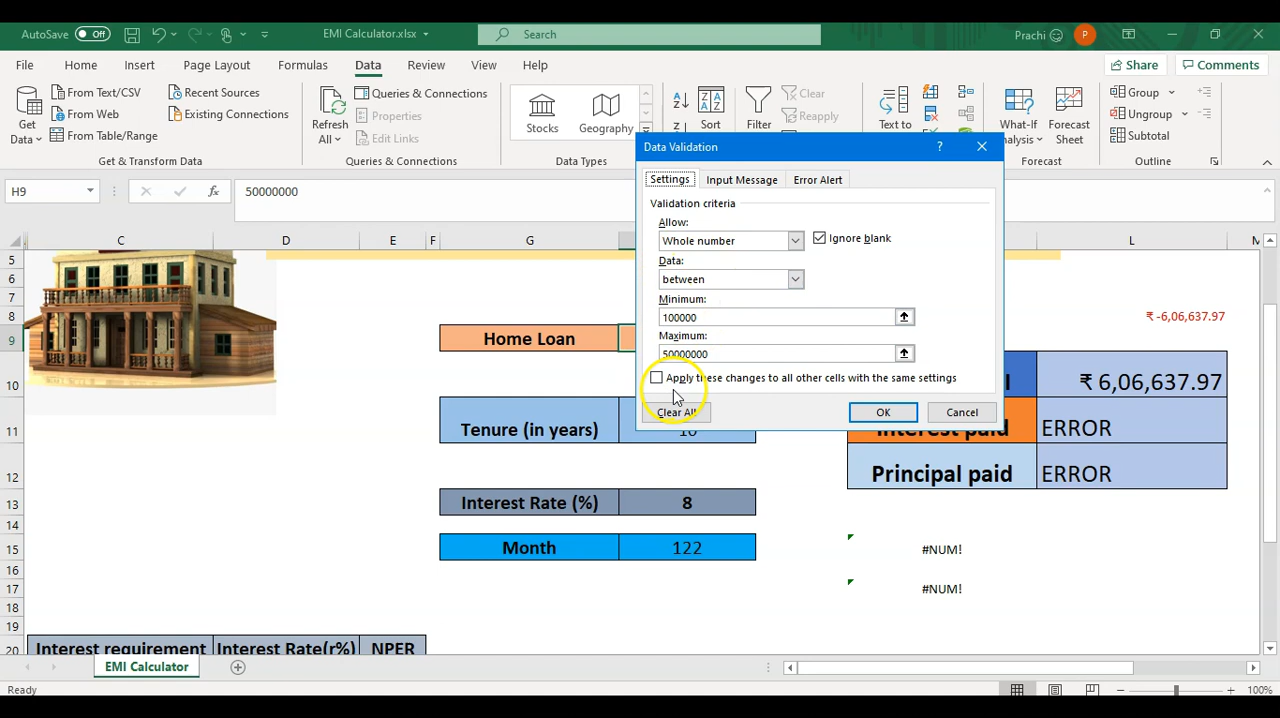 AutoSave Off EMI Calculator.xlsx Search Prachi P
File Home Insert Page Layout Formulas Data Review View Help Share Comments
Get Data From Text/CSV Recent Sources
From Web Existing Connections
From Table/Range
Get & Transform Data
Refresh All Queries & Connections
Properties
Edit Links
Queries & Connections
Stocks Geography
Data Types
Sort Filter Clear
Reapply
Text to
What-If Analysis Forecast Sheet
Forecast
Group
Ungroup
Subtotal
Outline
Data Validation ?
Settings Input Message Error Alert
Validation criteria
Allow:
Whole number Ignore blank
Data:
between
Minimum:
100000
Maximum:
50000000
Apply these changes to all other cells with the same settings
Clear All OK Cancel
H9 fx 50000000
C D E F G L
5
6
7
8 ₹ -6,06,637.97
9 Home Loan
10 ₹ 6,06,637.97
11 Tenure (in years) 10 Interest paid ERROR
12 Principal paid ERROR
13 Interest Rate (%) 8
14
15 Month 122 #NUM!
16
17 #NUM!
18
19
20 Interest requirement Interest Rate(r%) NPER
EMI Calculator
Ready 100%